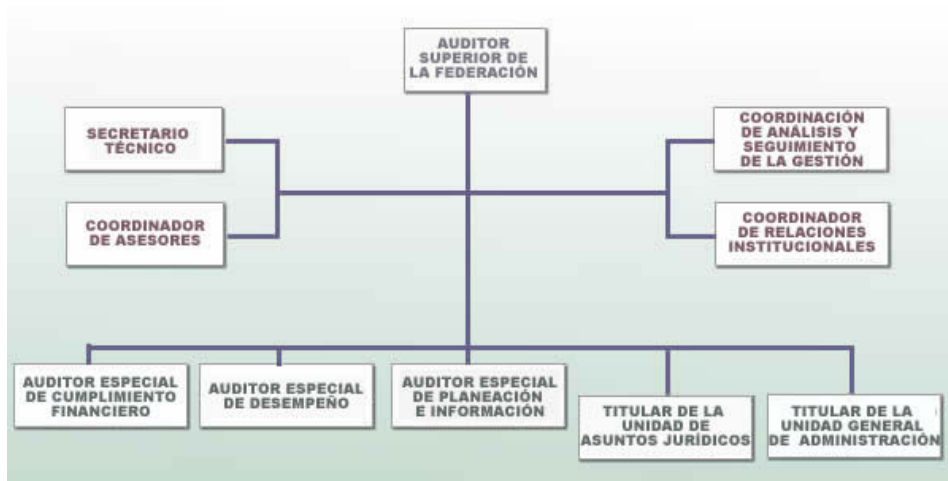 AUDITOR
SUPERIOR DE
LA FEDERACIÓN
SECRETARIO
TÉCNICO
COORDINACIÓN
DE ANÁLISIS Y
SEGUIMIENTO
DE LA GESTIÓN
COORDINADOR
DE ASESORES
COORDINADOR
DE RELACIONES
INSTITUCIONALES
AUDITOR ESPECIAL
DE CUMPLIMIENTO
FINANCIERO
AUDITOR ESPECIAL
DE DESEMPEÑO
AUDITOR ESPECIAL
DE PLANEACIÓN
E INFORMACIÓN
TITULAR DE LA
UNIDAD DE
ASUNTOS JURÍDICOS
TITULAR DE LA
UNIDAD GENERAL
DE ADMINISTRACIÓN